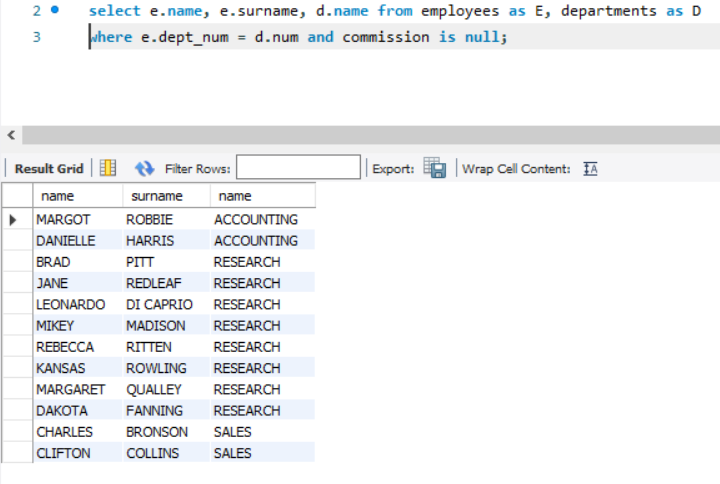 2 select e.name, e.surname, d.name from employees as E, departments as D
3 where e.dept_num = d.num and commission is null;
Result Grid Filter Rows: Export: Wrap Cell Content: IA
name surname name
MARGOT ROBBIE ACCOUNTING
DANIELLE HARRIS ACCOUNTING
BRAD PITT RESEARCH
JANE REDLEAF RESEARCH
LEONARDO DI CAPRIO RESEARCH
MIKEY MADISON RESEARCH
REBECCA RITTEN RESEARCH
KANSAS ROWLING RESEARCH
MARGARET QUALLEY RESEARCH
DAKOTA FANNING RESEARCH
CHARLES BRONSON SALES
CLIFTON COLLINS SALES